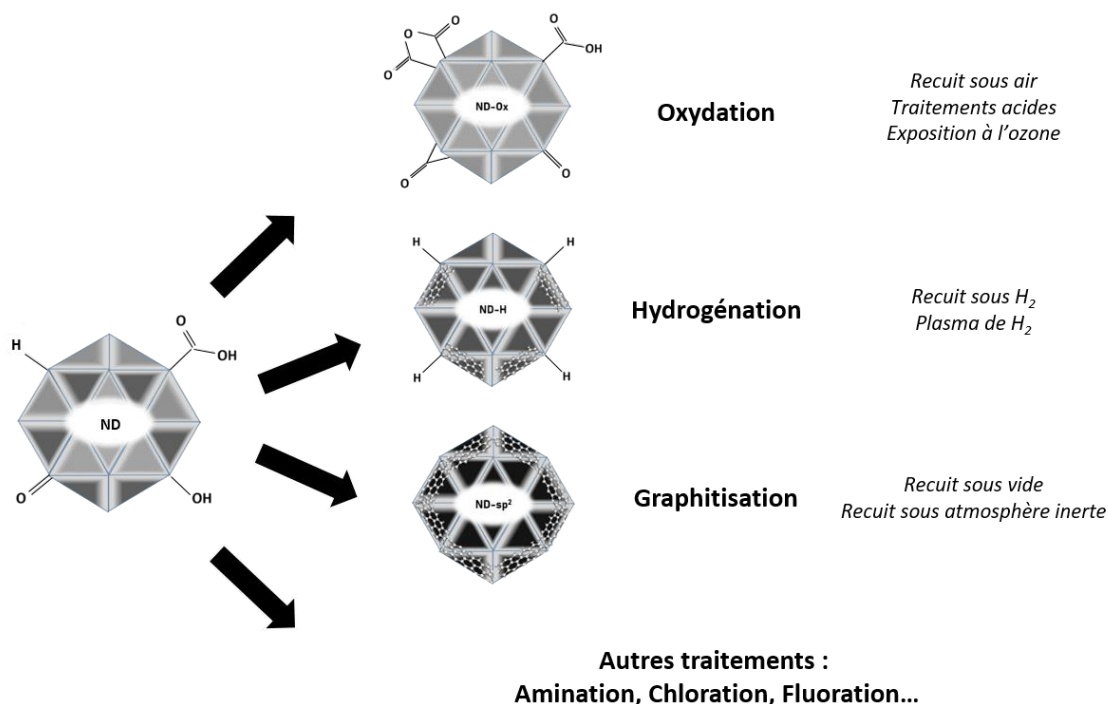 O
O
O
O
OH
ND-Ox
O
O
Oxydation
Recuit sous air
Traitements acides
Exposition à l’ozone
H
H
ND-H
H
H
Hydrogénation
Recuit sous H₂
Plasma de H₂
H
O
OH
ND
O
OH
ND-sp²
Graphitisation
Recuit sous vide
Recuit sous atmosphère inerte
Autres traitements :
Amination, Chloration, Fluoration...